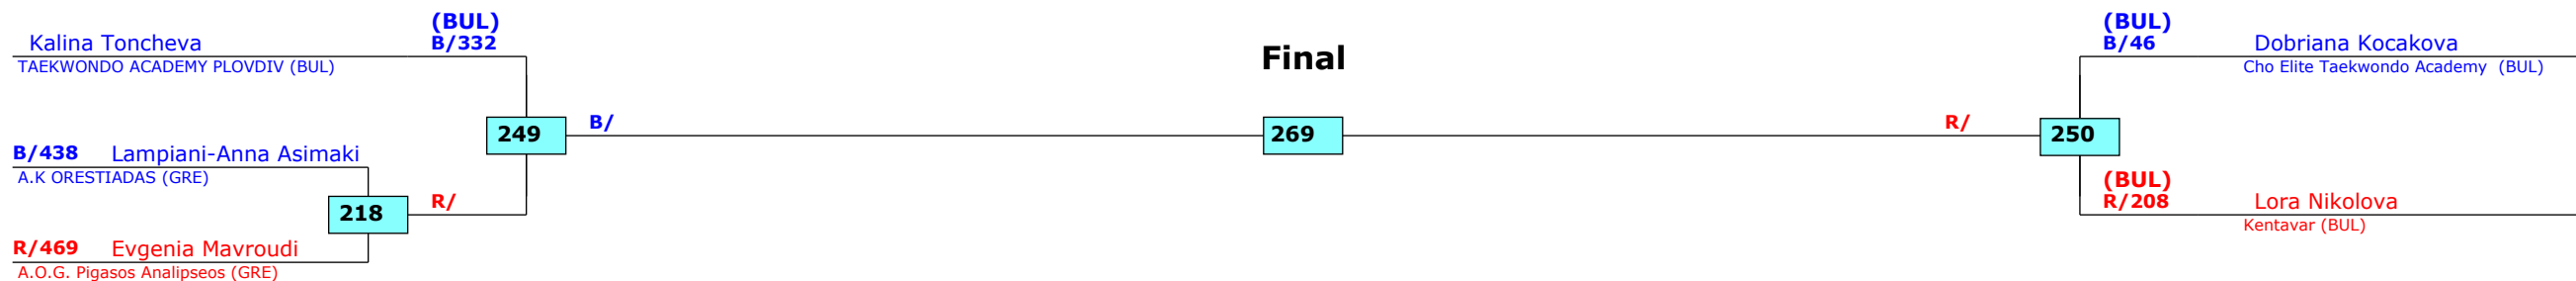 (BUL)
Kalina Toncheva B/332
TAEKWONDO ACADEMY PLOVDIV (BUL)
249
B/
B/438 Lampiani-Anna Asimaki
A.K ORESTIADAS (GRE)
218
R/
R/469 Evgenia Mavroudi
A.O.G. Pigasos Analipseos (GRE)
Final
269
(BUL)
B/46 Dobriana Kocakova
Cho Elite Taekwondo Academy (BUL)
R/
250
(BUL)
R/208 Lora Nikolova
Kentavar (BUL)